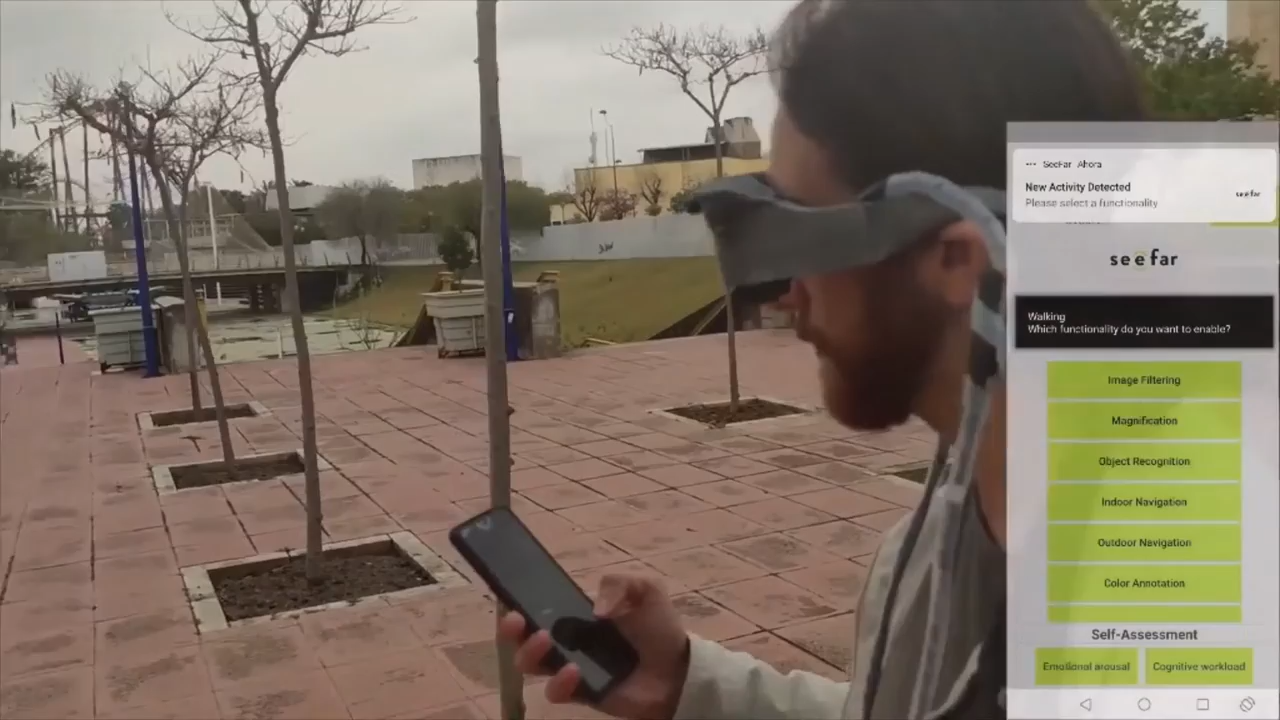 SeeFar Ahora
New Activity Detected
Please select a functionality
seefar
seefar
Walking
Which functionality do you want to enable?
Image Filtering
Magnification
Object Recognition
Indoor Navigation
Outdoor Navigation
Color Annotation
Self-Assessment
Emotional arousal
Cognitive workload